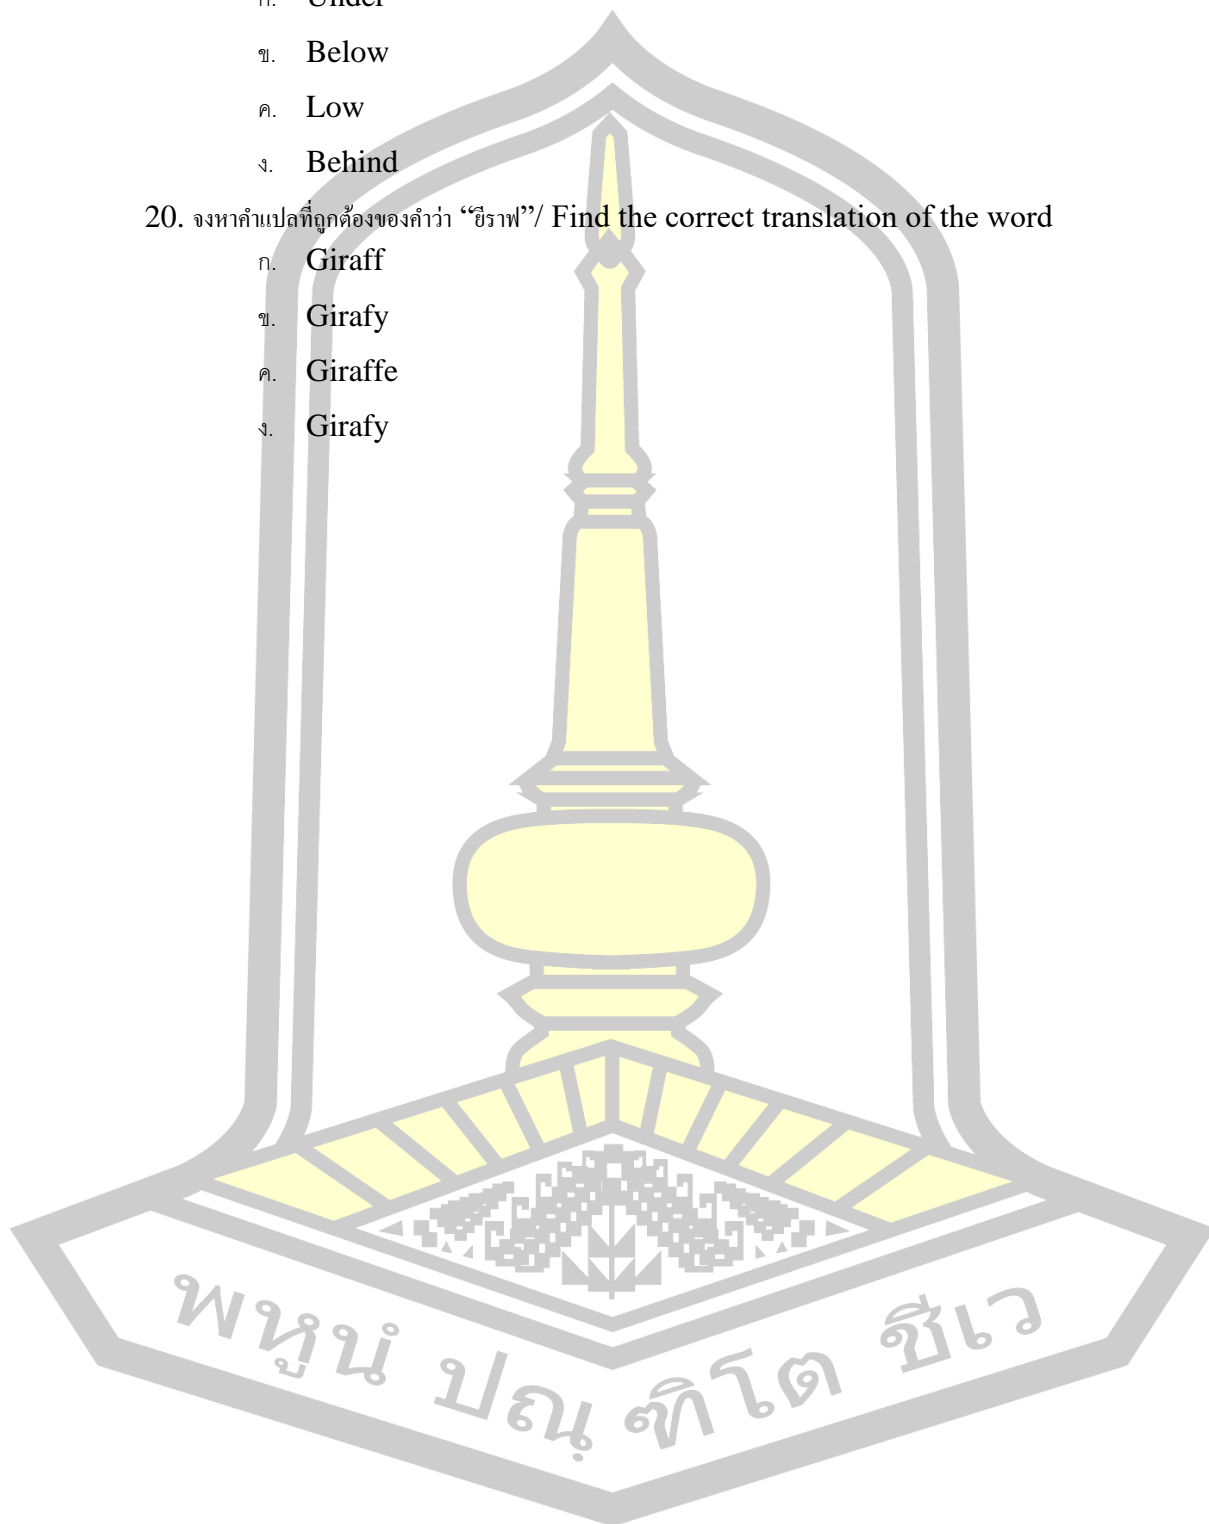 ก. Under
ข. Below
ค. Low
ง. Behind
20. จงหาคำแปลที่ถูกต้องของคำว่า “ยีราฟ”/ Find the correct translation of the word
ก. Giraff
ข. Girafy
ค. Giraffe
ง. Girafy
พหูนํ ปณฺฑิโต ชีเว